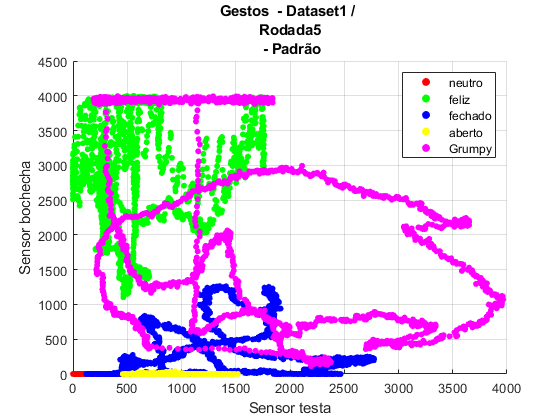 Gestos - Dataset1 /
Rodada5
- Padrão
4500
4000
3500
3000
2500
2000
1500
1000
500
0
Sensor bochecha
neutro
feliz
fechado
aberto
Grumpy
0 500 1000 1500 2000 2500 3000 3500 4000
Sensor testa